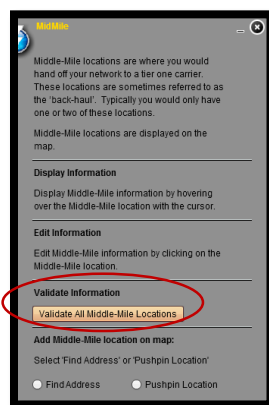 MidMile
Middle-Mile locations are where you would
hand off your network to a tier one carrier.
These locations are sometimes referred to as
the 'back-haul'. Typically you would only have
one or two of these locations.
Middle-Mile locations are displayed on the
map.
Display Information
Display Middle-Mile information by hovering
over the Middle-Mile location with the cursor.
Edit Information
Edit Middle-Mile information by clicking on the
Middle-Mile location.
Validate Information
Validate All Middle-Mile Locations
Add Middle-Mile location on map:
Select 'Find Address' or 'Pushpin Location'
Find Address Pushpin Location